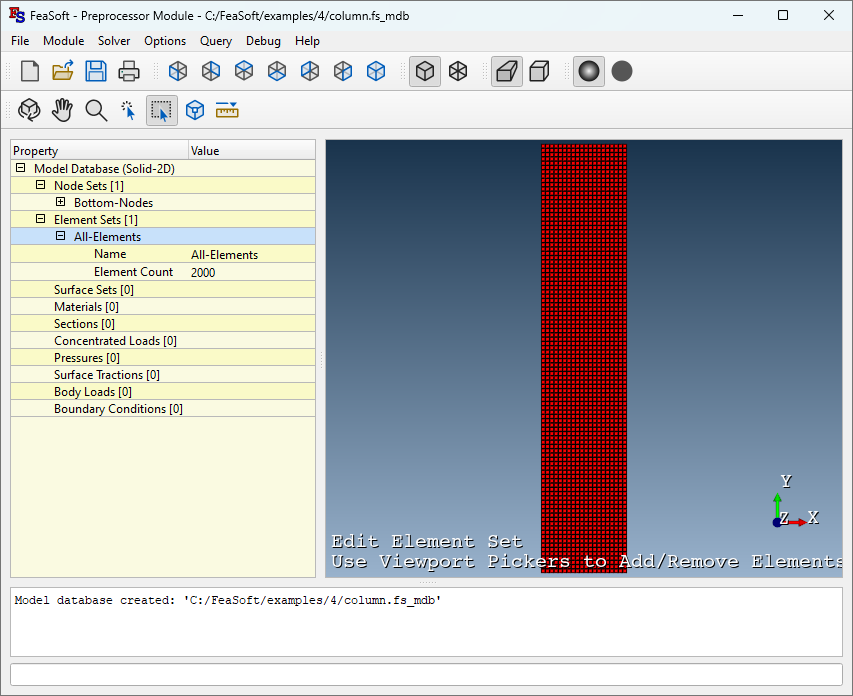 FS FeaSoft - Preprocessor Module - C:/FeaSoft/examples/4/column.fs_mdb
File Module Solver Options Query Debug Help
Property Value
Model Database (Solid-2D)
Node Sets [1]
Bottom-Nodes
Element Sets [1]
All-Elements
Name All-Elements
Element Count 2000
Surface Sets [0]
Materials [0]
Sections [0]
Concentrated Loads [0]
Pressures [0]
Surface Tractions [0]
Body Loads [0]
Boundary Conditions [0]
Y
Z X
Edit Element Set
Use Viewport Pickers to Add/Remove Elements
Model database created: 'C:/FeaSoft/examples/4/column.fs_mdb'